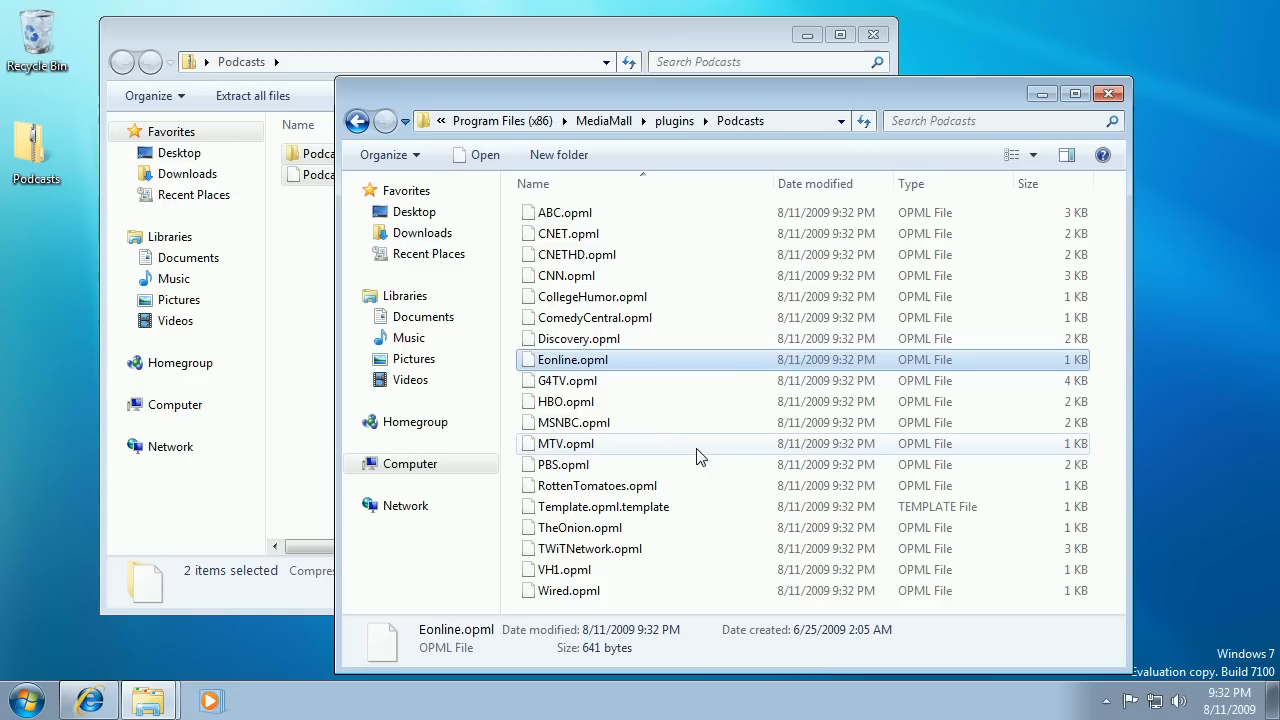 Recycle Bin
Podcasts
Podcasts
Search Podcasts
Organize
Extract all files
Favorites
Desktop
Downloads
Recent Places
Libraries
Documents
Music
Pictures
Videos
Homegroup
Computer
Network
Name
Podca
Podca
2 items selected
Compres
Program Files (x86)
MediaMall
plugins
Podcasts
Search Podcasts
Organize
Open
New folder
Favorites
Desktop
Downloads
Recent Places
Libraries
Documents
Music
Pictures
Videos
Homegroup
Computer
Network
Name Date modified Type Size
ABC.opml 8/11/2009 9:32 PM OPML File 3 KB
CNET.opml 8/11/2009 9:32 PM OPML File 2 KB
CNETHD.opml 8/11/2009 9:32 PM OPML File 2 KB
CNN.opml 8/11/2009 9:32 PM OPML File 3 KB
CollegeHumor.opml 8/11/2009 9:32 PM OPML File 1 KB
ComedyCentral.opml 8/11/2009 9:32 PM OPML File 1 KB
Discovery.opml 8/11/2009 9:32 PM OPML File 2 KB
Eonline.opml 8/11/2009 9:32 PM OPML File 1 KB
G4TV.opml 8/11/2009 9:32 PM OPML File 4 KB
HBO.opml 8/11/2009 9:32 PM OPML File 2 KB
MSNBC.opml 8/11/2009 9:32 PM OPML File 2 KB
MTV.opml 8/11/2009 9:32 PM OPML File 1 KB
PBS.opml 8/11/2009 9:32 PM OPML File 2 KB
RottenTomatoes.opml 8/11/2009 9:32 PM OPML File 1 KB
Template.opml.template 8/11/2009 9:32 PM TEMPLATE File 1 KB
TheOnion.opml 8/11/2009 9:32 PM OPML File 1 KB
TWiTNetwork.opml 8/11/2009 9:32 PM OPML File 3 KB
VH1.opml 8/11/2009 9:32 PM OPML File 1 KB
Wired.opml 8/11/2009 9:32 PM OPML File 1 KB
Eonline.opml Date modified: 8/11/2009 9:32 PM Date created: 6/25/2009 2:05 AM
OPML File Size: 641 bytes
Windows 7
Evaluation copy. Build 7100
9:32 PM
8/11/2009